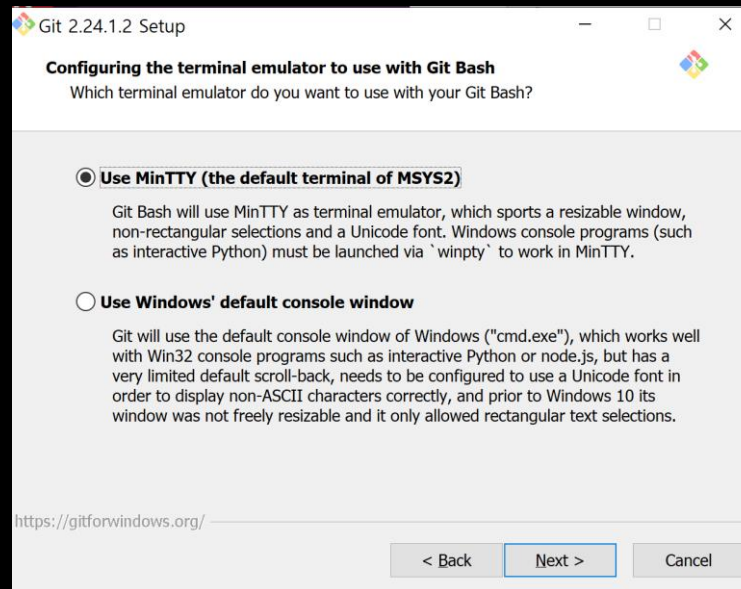 Git 2.24.1.2 Setup
Configuring the terminal emulator to use with Git Bash
Which terminal emulator do you want to use with your Git Bash?
Use MinTTY (the default terminal of MSYS2)
Git Bash will use MinTTY as terminal emulator, which sports a resizable window,
non-rectangular selections and a Unicode font. Windows console programs (such
as interactive Python) must be launched via `winpty` to work in MinTTY.
Use Windows' default console window
Git will use the default console window of Windows ("cmd.exe"), which works well
with Win32 console programs such as interactive Python or node.js, but has a
very limited default scroll-back, needs to be configured to use a Unicode font in
order to display non-ASCII characters correctly, and prior to Windows 10 its
window was not freely resizable and it only allowed rectangular text selections.
https://gitforwindows.org/
< Back
Next >
Cancel